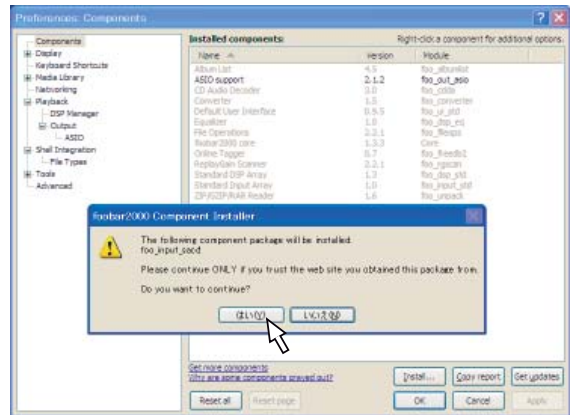 Preferences: Components
Components
Display
Keyboard Shortcuts
Media Library
Networking
Playback
DSP Manager
Output
ASIO
Shell Integration
File Types
Tools
Advanced
Installed components:
Right-click a component for additional options.
Name Version Module
Album List 4.5 foo_albumlist
ASIO support 2.1.2 foo_out_asio
CD Audio Decoder 3.0 foo_cdda
Converter 1.5 foo_converter
Default User Interface 0.9.5 foo_ui_std
Equalizer 1.0 foo_dsp_eq
File Operations 2.2.1 foo_fileops
foobar2000 core 1.3.3 Core
Online Tagger 0.7 foo_freedb2
ReplayGain Scanner 2.2.1 foo_rgscan
Standard DSP Array 1.3 foo_dsp_std
Standard Input Array 1.0 foo_input_std
ZIP/GZIP/RAR Reader 1.6 foo_unpack
foobar2000 Component Installer
The following component package will be installed:
foo_input_sacd
Please continue ONLY if you trust the web site you obtained this package from.
Do you want to continue?
はい(Y)
いいえ(N)
Get more components
Why are some components greyed out?
Install...
Copy report
Get updates
Reset all
Reset page
OK
Cancel
Apply